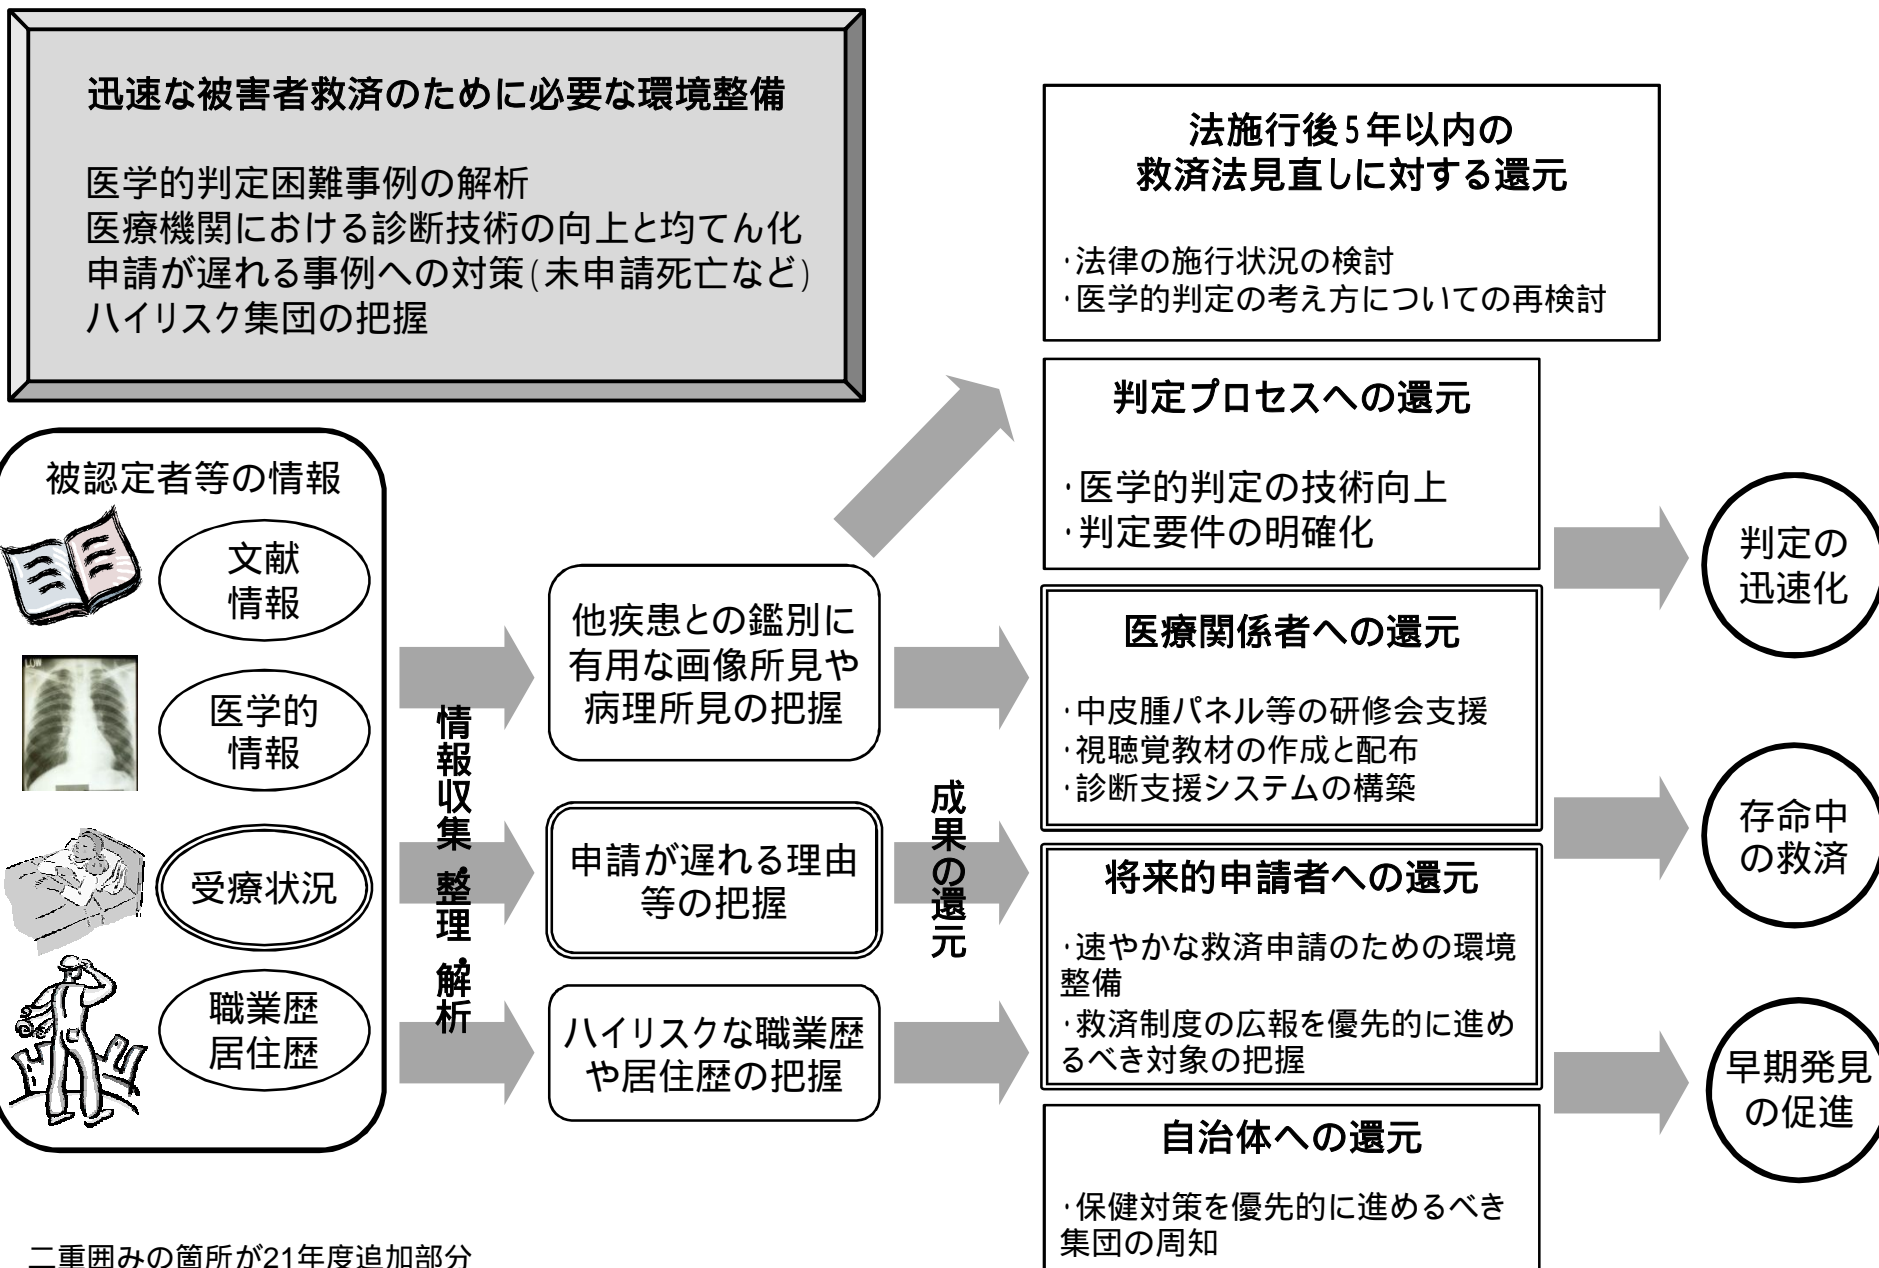 迅速な被害者救済のために必要な環境整備
医学的判定困難事例の解析
医療機関における診断技術の向上と均てん化
申請が遅れる事例への対策(未申請死亡など)
ハイリスク集団の把握
被認定者等の情報
文献
情報
医学的
情報
受療状況
職業歴
居住歴
情報収集・整理・解析
他疾患との鑑別に
有用な画像所見や
病理所見の把握
申請が遅れる理由
等の把握
ハイリスクな職業歴
や居住歴の把握
成果の還元
法施行後5年以内の
救済法見直しに対する還元
・法律の施行状況の検討
・医学的判定の考え方についての再検討
判定プロセスへの還元
・医学的判定の技術向上
・判定要件の明確化
医療関係者への還元
・中皮腫パネル等の研修会支援
・視聴覚教材の作成と配布
・診断支援システムの構築
将来的申請者への還元
・速やかな救済申請のための環境
整備
・救済制度の広報を優先的に進め
るべき対象の把握
自治体への還元
・保健対策を優先的に進めるべき
集団の周知
判定の
迅速化
存命中
の救済
早期発見
の促進
二重囲みの箇所が21年度追加部分
LOW